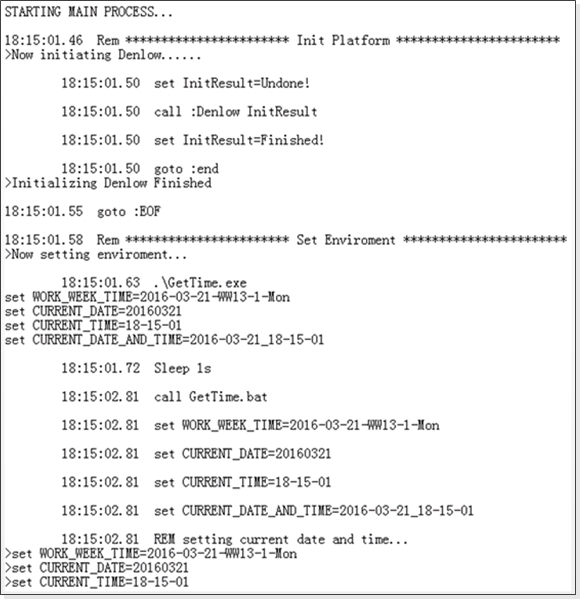 STARTING MAIN PROCESS...
18:15:01.46  Rem *********************** Init Platform ***********************
>Now initiating Denlow......
18:15:01.50  set InitResult=Undone!
18:15:01.50  call :Denlow InitResult
18:15:01.50  set InitResult=Finished!
18:15:01.50  goto :end
>Initializing Denlow Finished
18:15:01.55  goto :EOF
18:15:01.58  Rem *********************** Set Enviroment ***********************
>Now setting enviroment...
18:15:01.63  .\GetTime.exe
set WORK_WEEK_TIME=2016-03-21-WW13-1-Mon
set CURRENT_DATE=20160321
set CURRENT_TIME=18-15-01
set CURRENT_DATE_AND_TIME=2016-03-21_18-15-01
18:15:01.72  Sleep 1s
18:15:02.81  call GetTime.bat
18:15:02.81  set WORK_WEEK_TIME=2016-03-21-WW13-1-Mon
18:15:02.81  set CURRENT_DATE=20160321
18:15:02.81  set CURRENT_TIME=18-15-01
18:15:02.81  set CURRENT_DATE_AND_TIME=2016-03-21_18-15-01
18:15:02.81  REM setting current date and time...
>set WORK_WEEK_TIME=2016-03-21-WW13-1-Mon
>set CURRENT_DATE=20160321
>set CURRENT_TIME=18-15-01